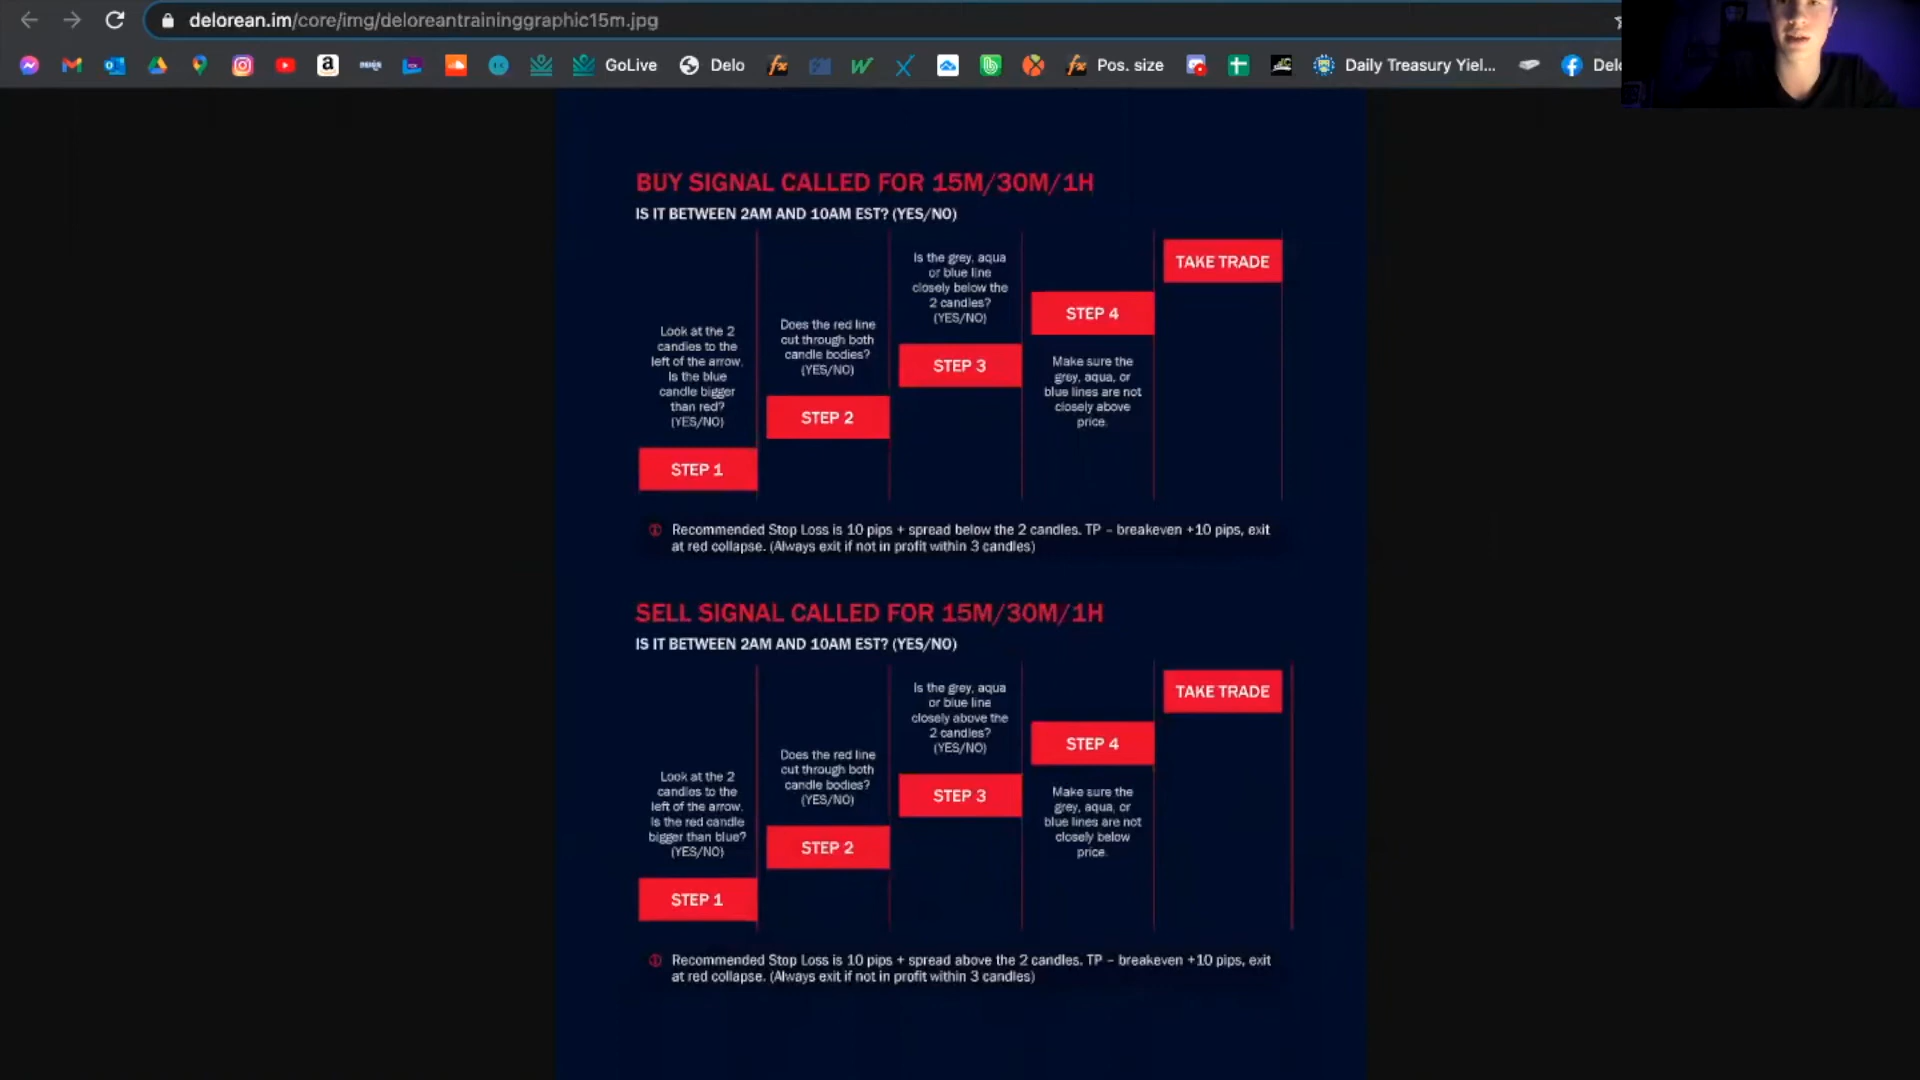 delorean.im/core/img/deloreantraininggraphic15m.jpg
GoLive
Delo
Pos. size
Daily Treasury Yiel...
BUY SIGNAL CALLED FOR 15M/30M/1H
IS IT BETWEEN 2AM AND 10AM EST? (YES/NO)
Look at the 2
candles to the
left of the arrow.
Is the blue
candle bigger
than red?
(YES/NO)
STEP 1
Does the red line
cut through both
candle bodies?
(YES/NO)
STEP 2
Is the grey, aqua
or blue line
closely below the
2 candles?
(YES/NO)
STEP 3
STEP 4
Make sure the
grey, aqua, or
blue lines are not
closely above
price.
TAKE TRADE
Recommended Stop Loss is 10 pips + spread below the 2 candles. TP – breakeven +10 pips, exit
at red collapse. (Always exit if not in profit within 3 candles)
SELL SIGNAL CALLED FOR 15M/30M/1H
IS IT BETWEEN 2AM AND 10AM EST? (YES/NO)
Look at the 2
candles to the
left of the arrow.
Is the red candle
bigger than blue?
(YES/NO)
STEP 1
Does the red line
cut through both
candle bodies?
(YES/NO)
STEP 2
Is the grey, aqua
or blue line
closely above the
2 candles?
(YES/NO)
STEP 3
STEP 4
Make sure the
grey, aqua, or
blue lines are not
closely below
price.
TAKE TRADE
Recommended Stop Loss is 10 pips + spread above the 2 candles. TP – breakeven +10 pips, exit
at red collapse. (Always exit if not in profit within 3 candles)